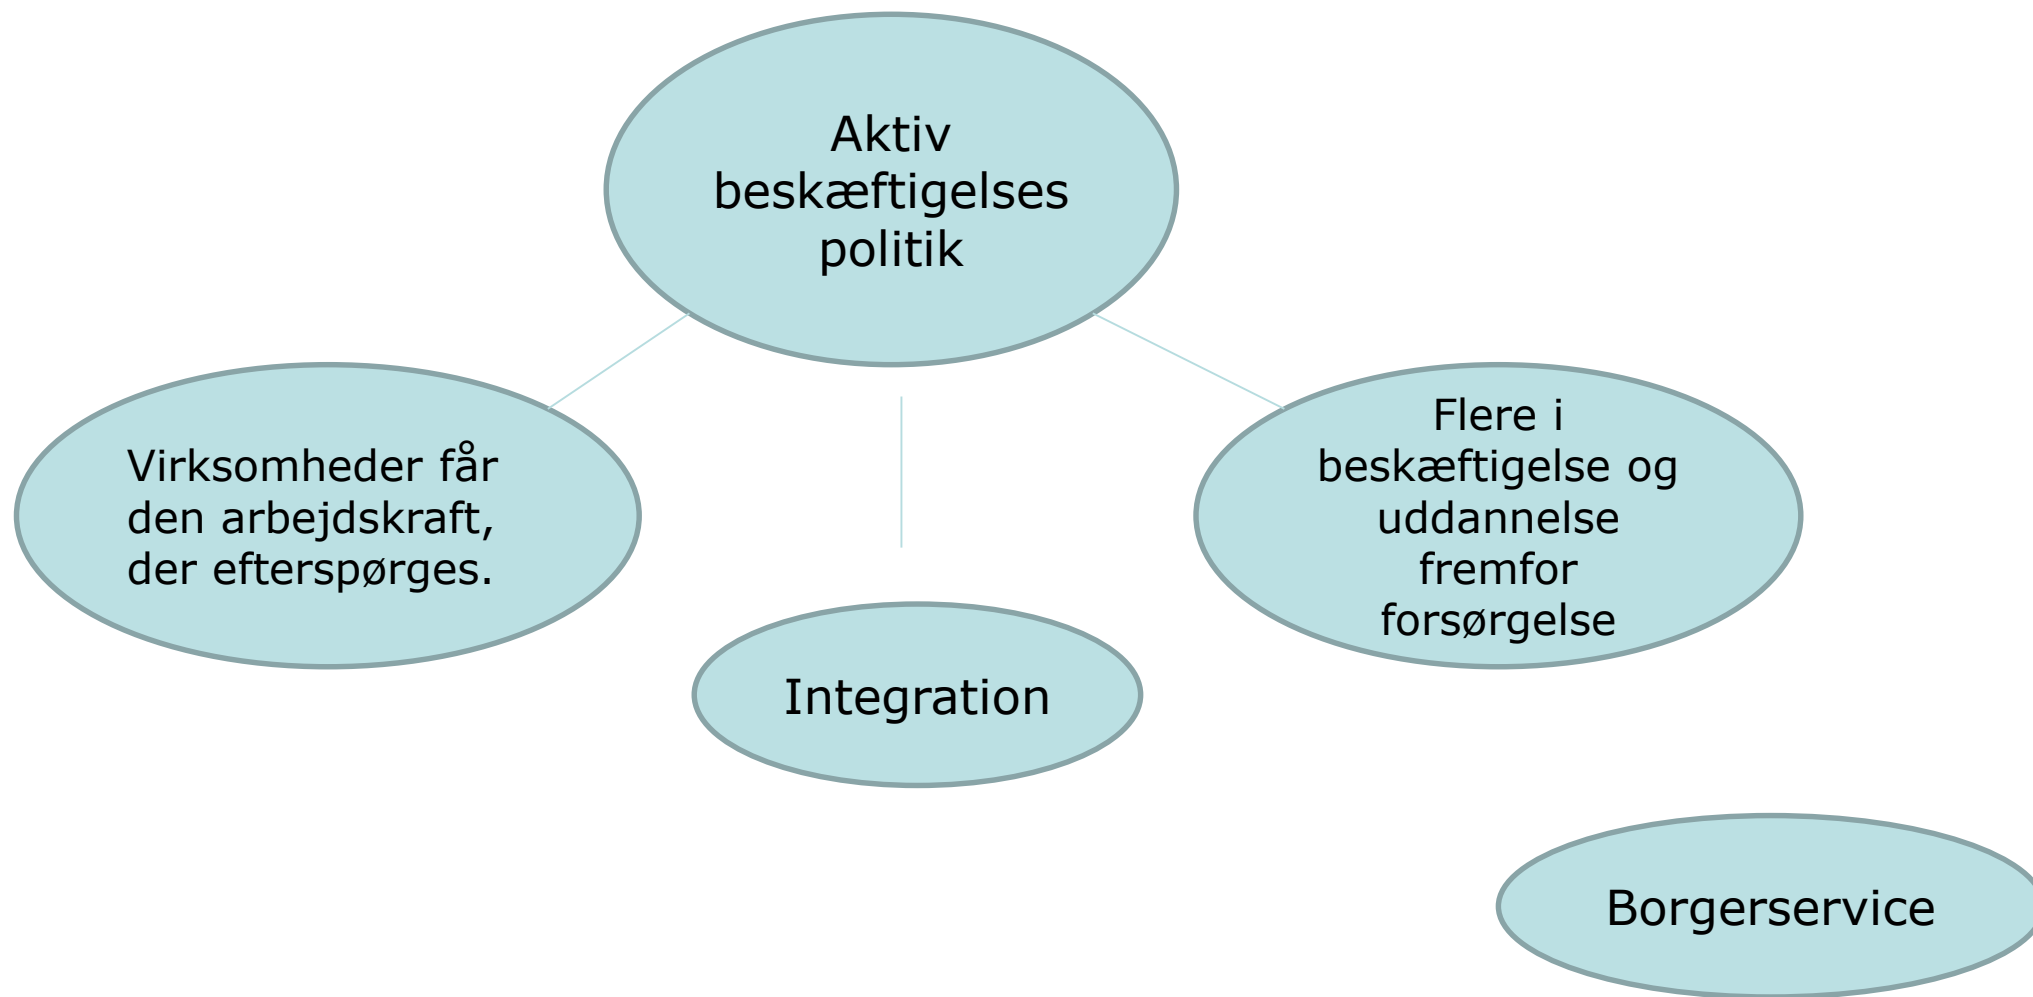 Aktiv
beskæftigelses
politik
Virksomheder får
den arbejdskraft,
der efterspørges.
Flere i
beskæftigelse og
uddannelse
fremfor
forsørgelse
Integration
Borgerservice